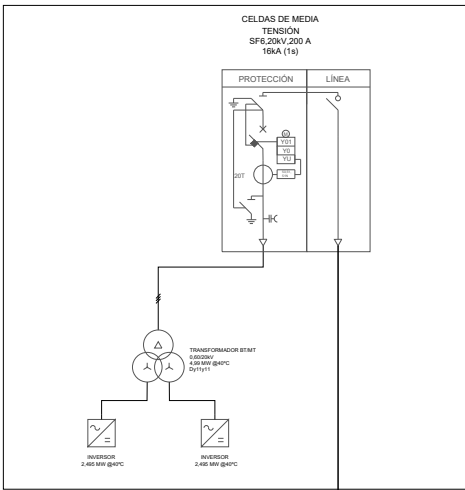 CELDAS DE MEDIA
TENSIÓN
SF6,20kV,200 A
16kA (1s)
PROTECCIÓN
LÍNEA
M
Y01
Y0
YU
20T
TRANSFORMADOR BT/MT
0,60/20kV
4,99 MW @40ºC
Dy11y11
INVERSOR
2,495 MW @40ºC
INVERSOR
2,495 MW @40ºC